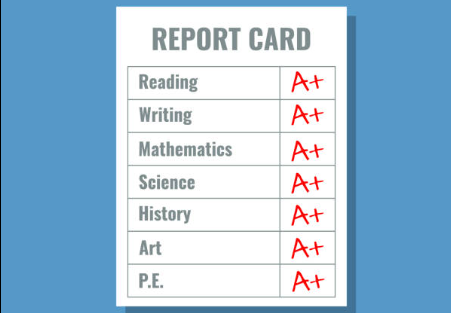 REPORT CARD
Reading A+
Writing A+
Mathematics A+
Science A+
History A+
Art A+
P.E. A+